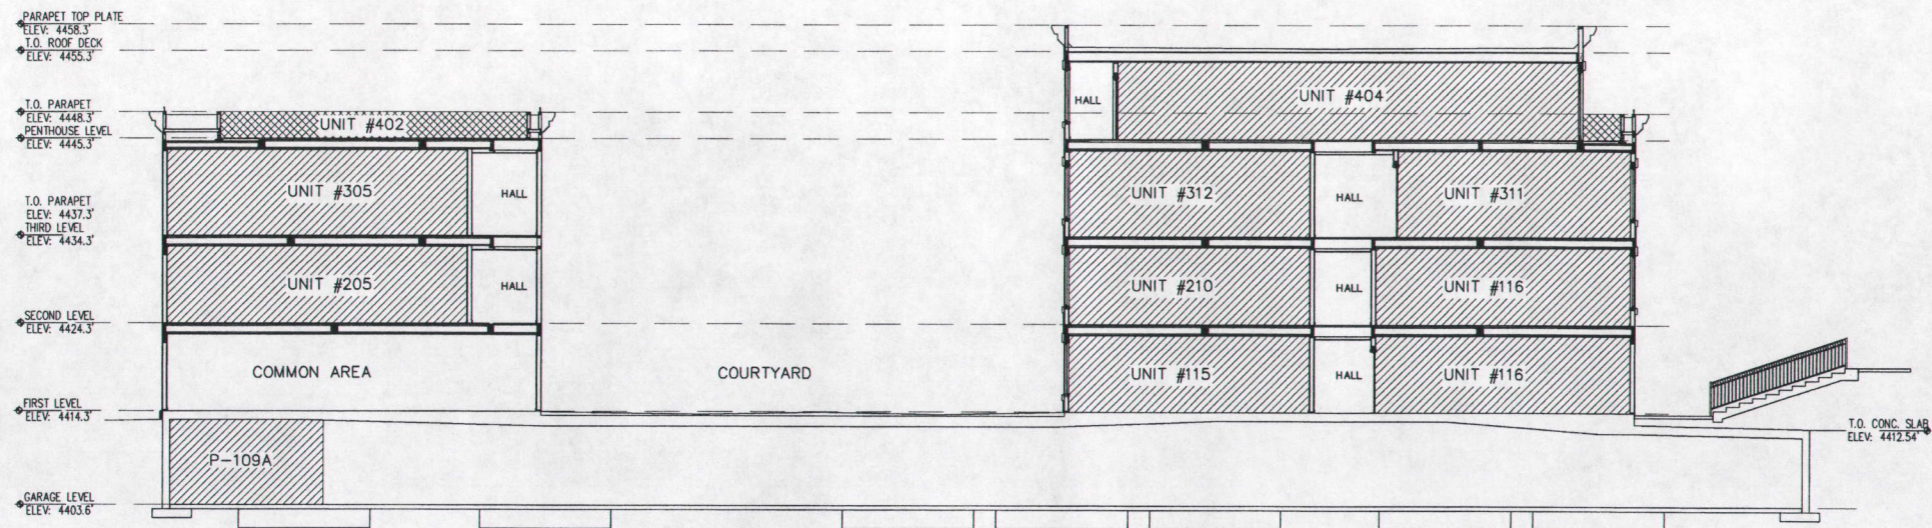 PARAPET TOP PLATE
ELEV: 4458.3'
T.O. ROOF DECK
ELEV: 4455.3'
T.O. PARAPET
ELEV: 4448.3'
PENTHOUSE LEVEL
ELEV: 4445.3'
T.O. PARAPET
ELEV: 4437.3'
THIRD LEVEL
ELEV: 4434.3'
SECOND LEVEL
ELEV: 4424.3'
FIRST LEVEL
ELEV: 4414.3'
GARAGE LEVEL
ELEV: 4403.6'
UNIT #402
UNIT #305
HALL
UNIT #205
HALL
COMMON AREA
P-109A
COURTYARD
HALL
UNIT #404
UNIT #312
HALL
UNIT #311
UNIT #210
HALL
UNIT #116
UNIT #115
HALL
UNIT #116
T.O. CONC. SLAB
ELEV: 4412.54'